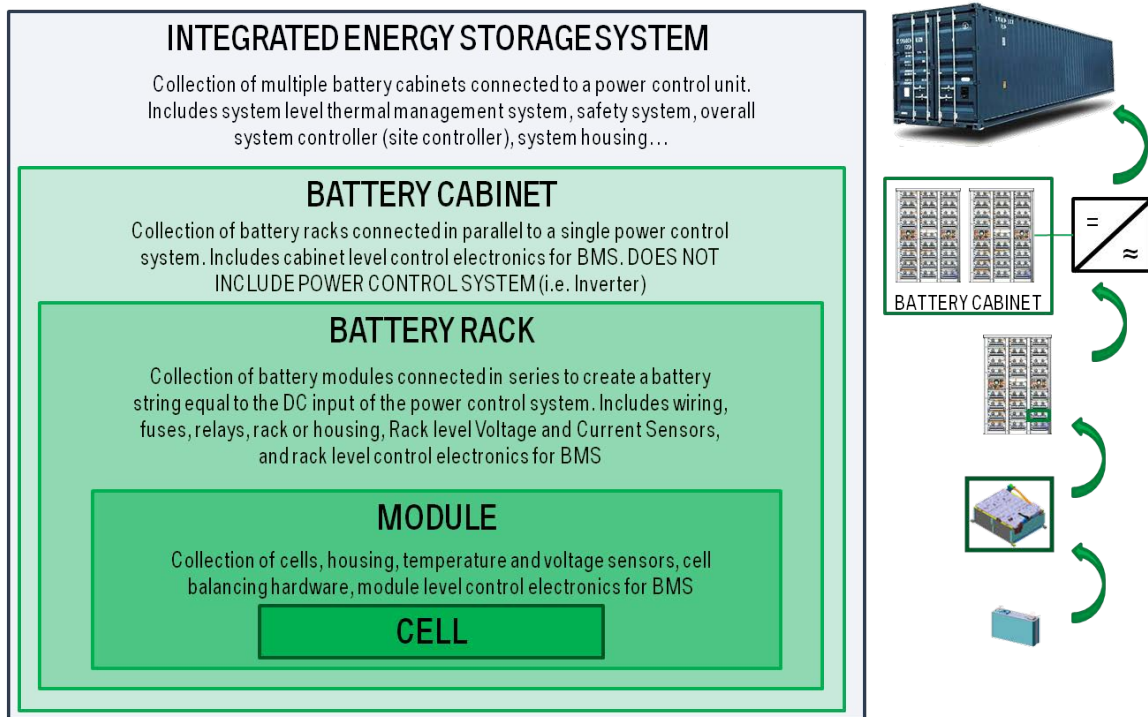 INTEGRATED ENERGY STORAGE SYSTEM
Collection of multiple battery cabinets connected to a power control unit.
Includes system level thermal management system, safety system, overall
system controller (site controller), system housing...
BATTERY CABINET
Collection of battery racks connected in parallel to a single power control
system. Includes cabinet level control electronics for BMS. DOES NOT
INCLUDE POWER CONTROL SYSTEM (i.e. Inverter)
BATTERY RACK
Collection of battery modules connected in series to create a battery
string equal to the DC input of the power control system. Includes wiring,
fuses, relays, rack or housing, Rack level Voltage and Current Sensors,
and rack level control electronics for BMS
MODULE
Collection of cells, housing, temperature and voltage sensors, cell
balancing hardware, module level control electronics for BMS
CELL
=
≈
BATTERY CABINET